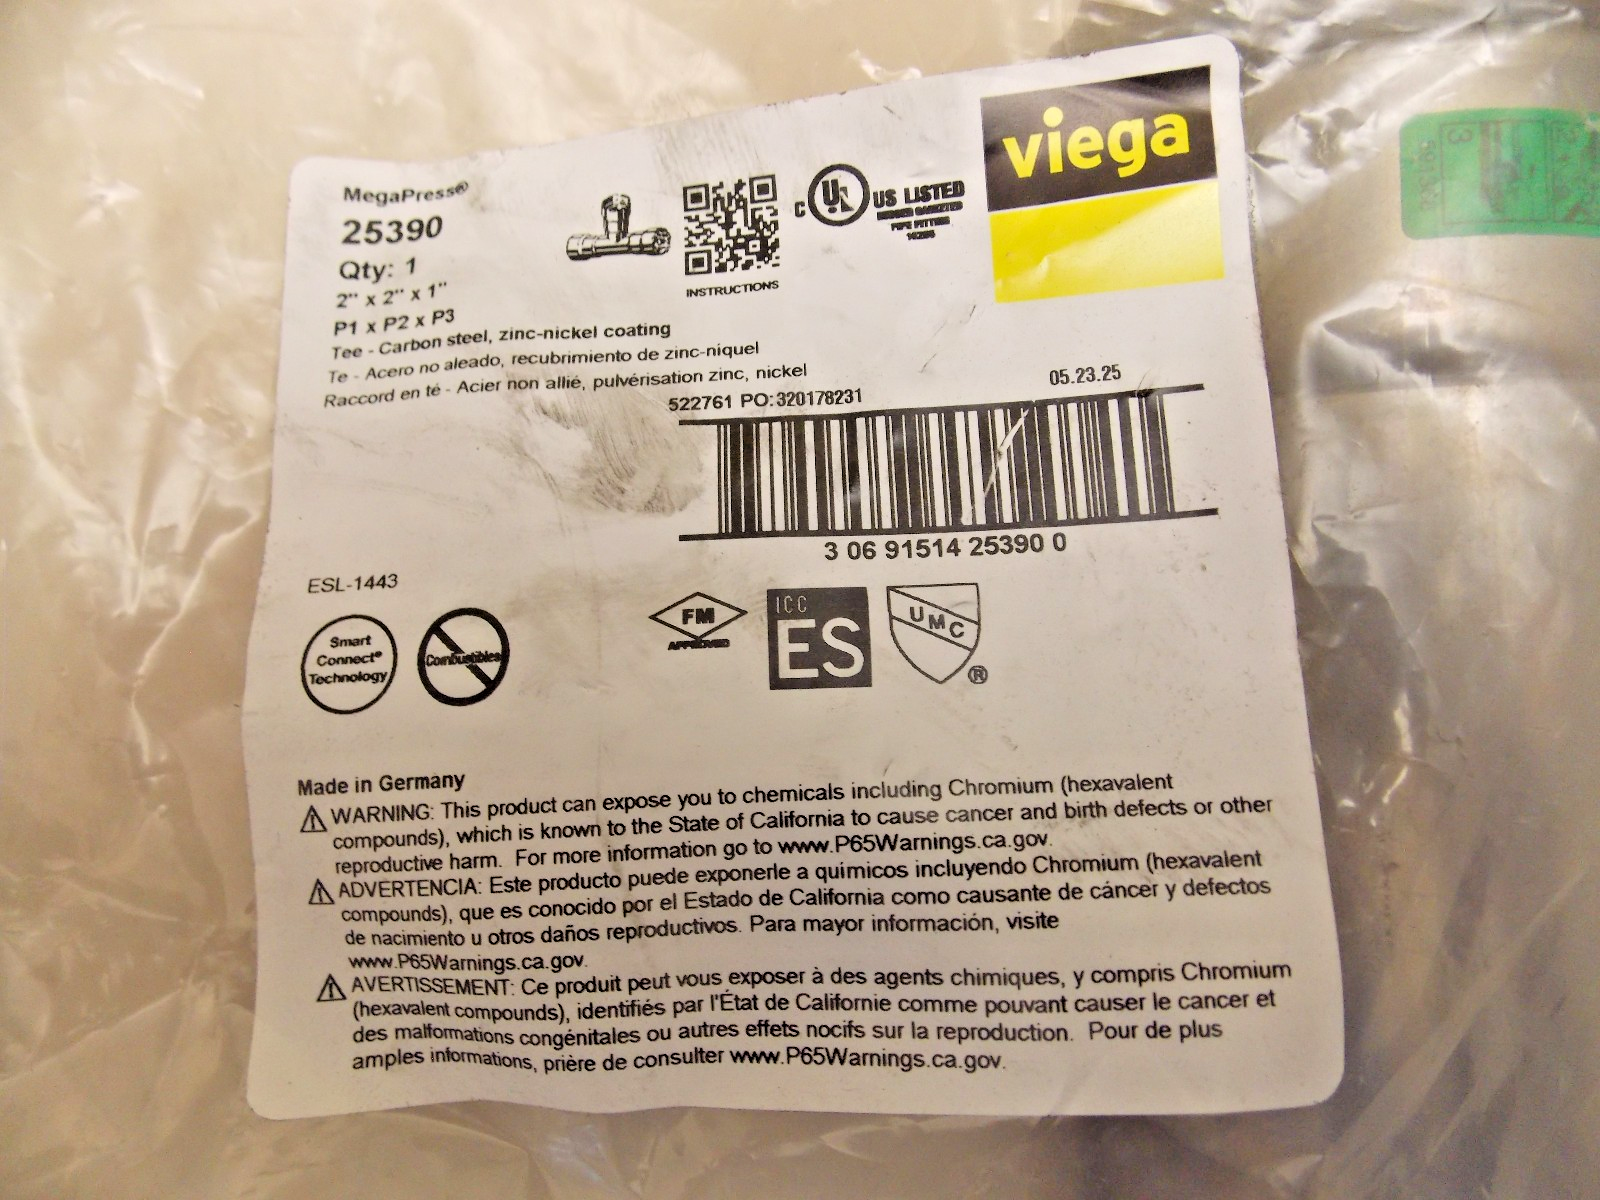 viega
MegaPress®
25390
Qty: 1
2" x 2" x 1"
P1 x P2 x P3
Tee - Carbon steel, zinc-nickel coating
Te - Acero no aleado, recubrimiento de zinc-níquel
Raccord en té - Acier non allié, pulvérisation zinc, nickel
INSTRUCTIONS
C UL US LISTED
PIPE FITTING
522761 PO:320178231
05.23.25
3 06 91514 25390 0
ESL-1443
Smart
Connect®
Technology
Combustibles
FM
APPROVED
ICC
ES
UMC
®
Made in Germany
WARNING: This product can expose you to chemicals including Chromium (hexavalent
compounds), which is known to the State of California to cause cancer and birth defects or other
reproductive harm. For more information go to www.P65Warnings.ca.gov.
ADVERTENCIA: Este producto puede exponerle a químicos incluyendo Chromium (hexavalent
compounds), que es conocido por el Estado de California como causante de cáncer y defectos
de nacimiento u otros daños reproductivos. Para mayor información, visite
www.P65Warnings.ca.gov.
AVERTISSEMENT: Ce produit peut vous exposer à des agents chimiques, y compris Chromium
(hexavalent compounds), identifiés par l'État de Californie comme pouvant causer le cancer et
des malformations congénitales ou autres effets nocifs sur la reproduction. Pour de plus
amples informations, prière de consulter www.P65Warnings.ca.gov.